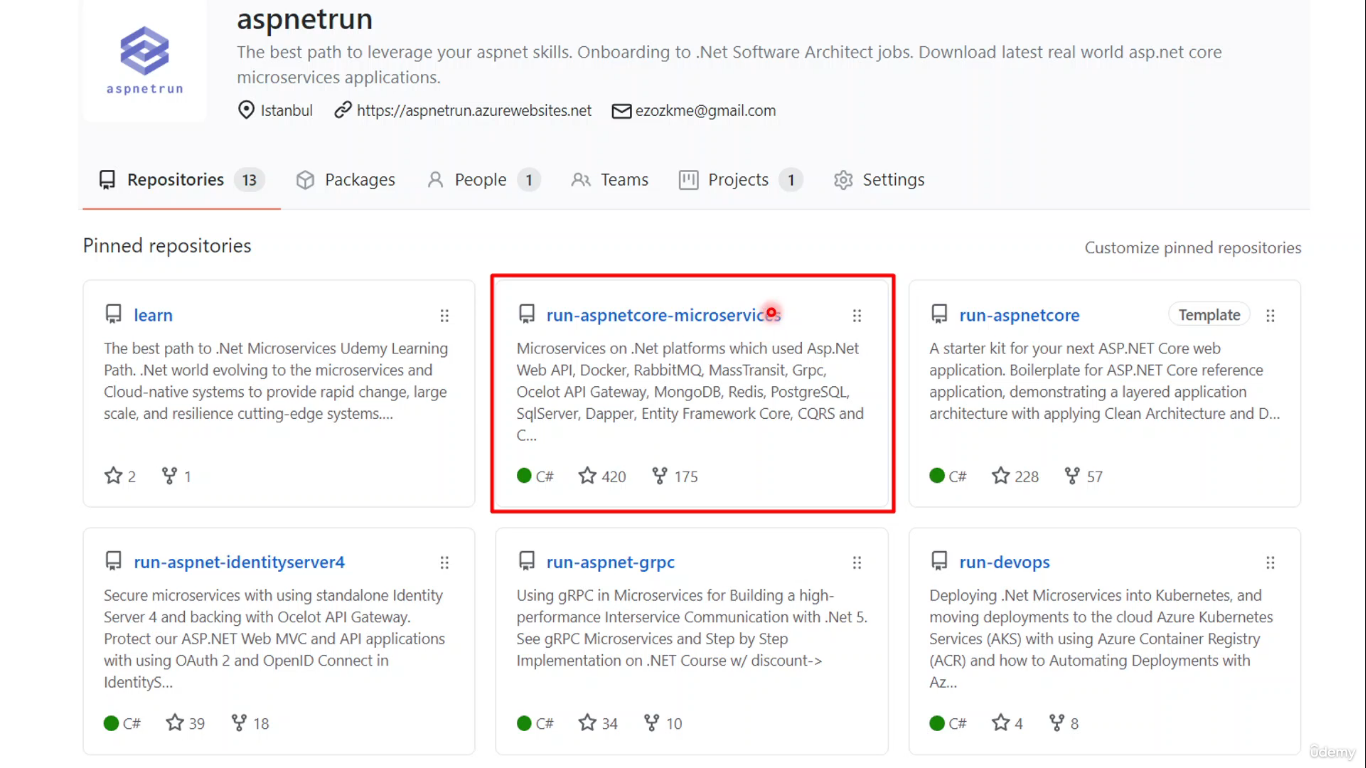 aspnetrun
aspnetrun
The best path to leverage your aspnet skills. Onboarding to .Net Software Architect jobs. Download latest real world asp.net core
microservices applications.
Istanbul https://aspnetrun.azurewebsites.net ezozkme@gmail.com
Repositories 13 Packages People 1 Teams Projects 1 Settings
Pinned repositories
Customize pinned repositories
learn
The best path to .Net Microservices Udemy Learning
Path. .Net world evolving to the microservices and
Cloud-native systems to provide rapid change, large
scale, and resilience cutting-edge systems....
2 1
run-aspnetcore-microservices
Microservices on .Net platforms which used Asp.Net
Web API, Docker, RabbitMQ, MassTransit, Grpc,
Ocelot API Gateway, MongoDB, Redis, PostgreSQL,
SqlServer, Dapper, Entity Framework Core, CQRS and
C...
C# 420 175
run-aspnetcore Template
A starter kit for your next ASP.NET Core web
application. Boilerplate for ASP.NET Core reference
application, demonstrating a layered application
architecture with applying Clean Architecture and D...
C# 228 57
run-aspnet-identityserver4
Secure microservices with using standalone Identity
Server 4 and backing with Ocelot API Gateway.
Protect our ASP.NET Web MVC and API applications
with using OAuth 2 and OpenID Connect in
IdentityS...
C# 39 18
run-aspnet-grpc
Using gRPC in Microservices for Building a high-
performance Interservice Communication with .Net 5.
See gRPC Microservices and Step by Step
Implementation on .NET Course w/ discount->
C# 34 10
run-devops
Deploying .Net Microservices into Kubernetes, and
moving deployments to the cloud Azure Kubernetes
Services (AKS) with using Azure Container Registry
(ACR) and how to Automating Deployments with
Az...
C# 4 8
ûdemy